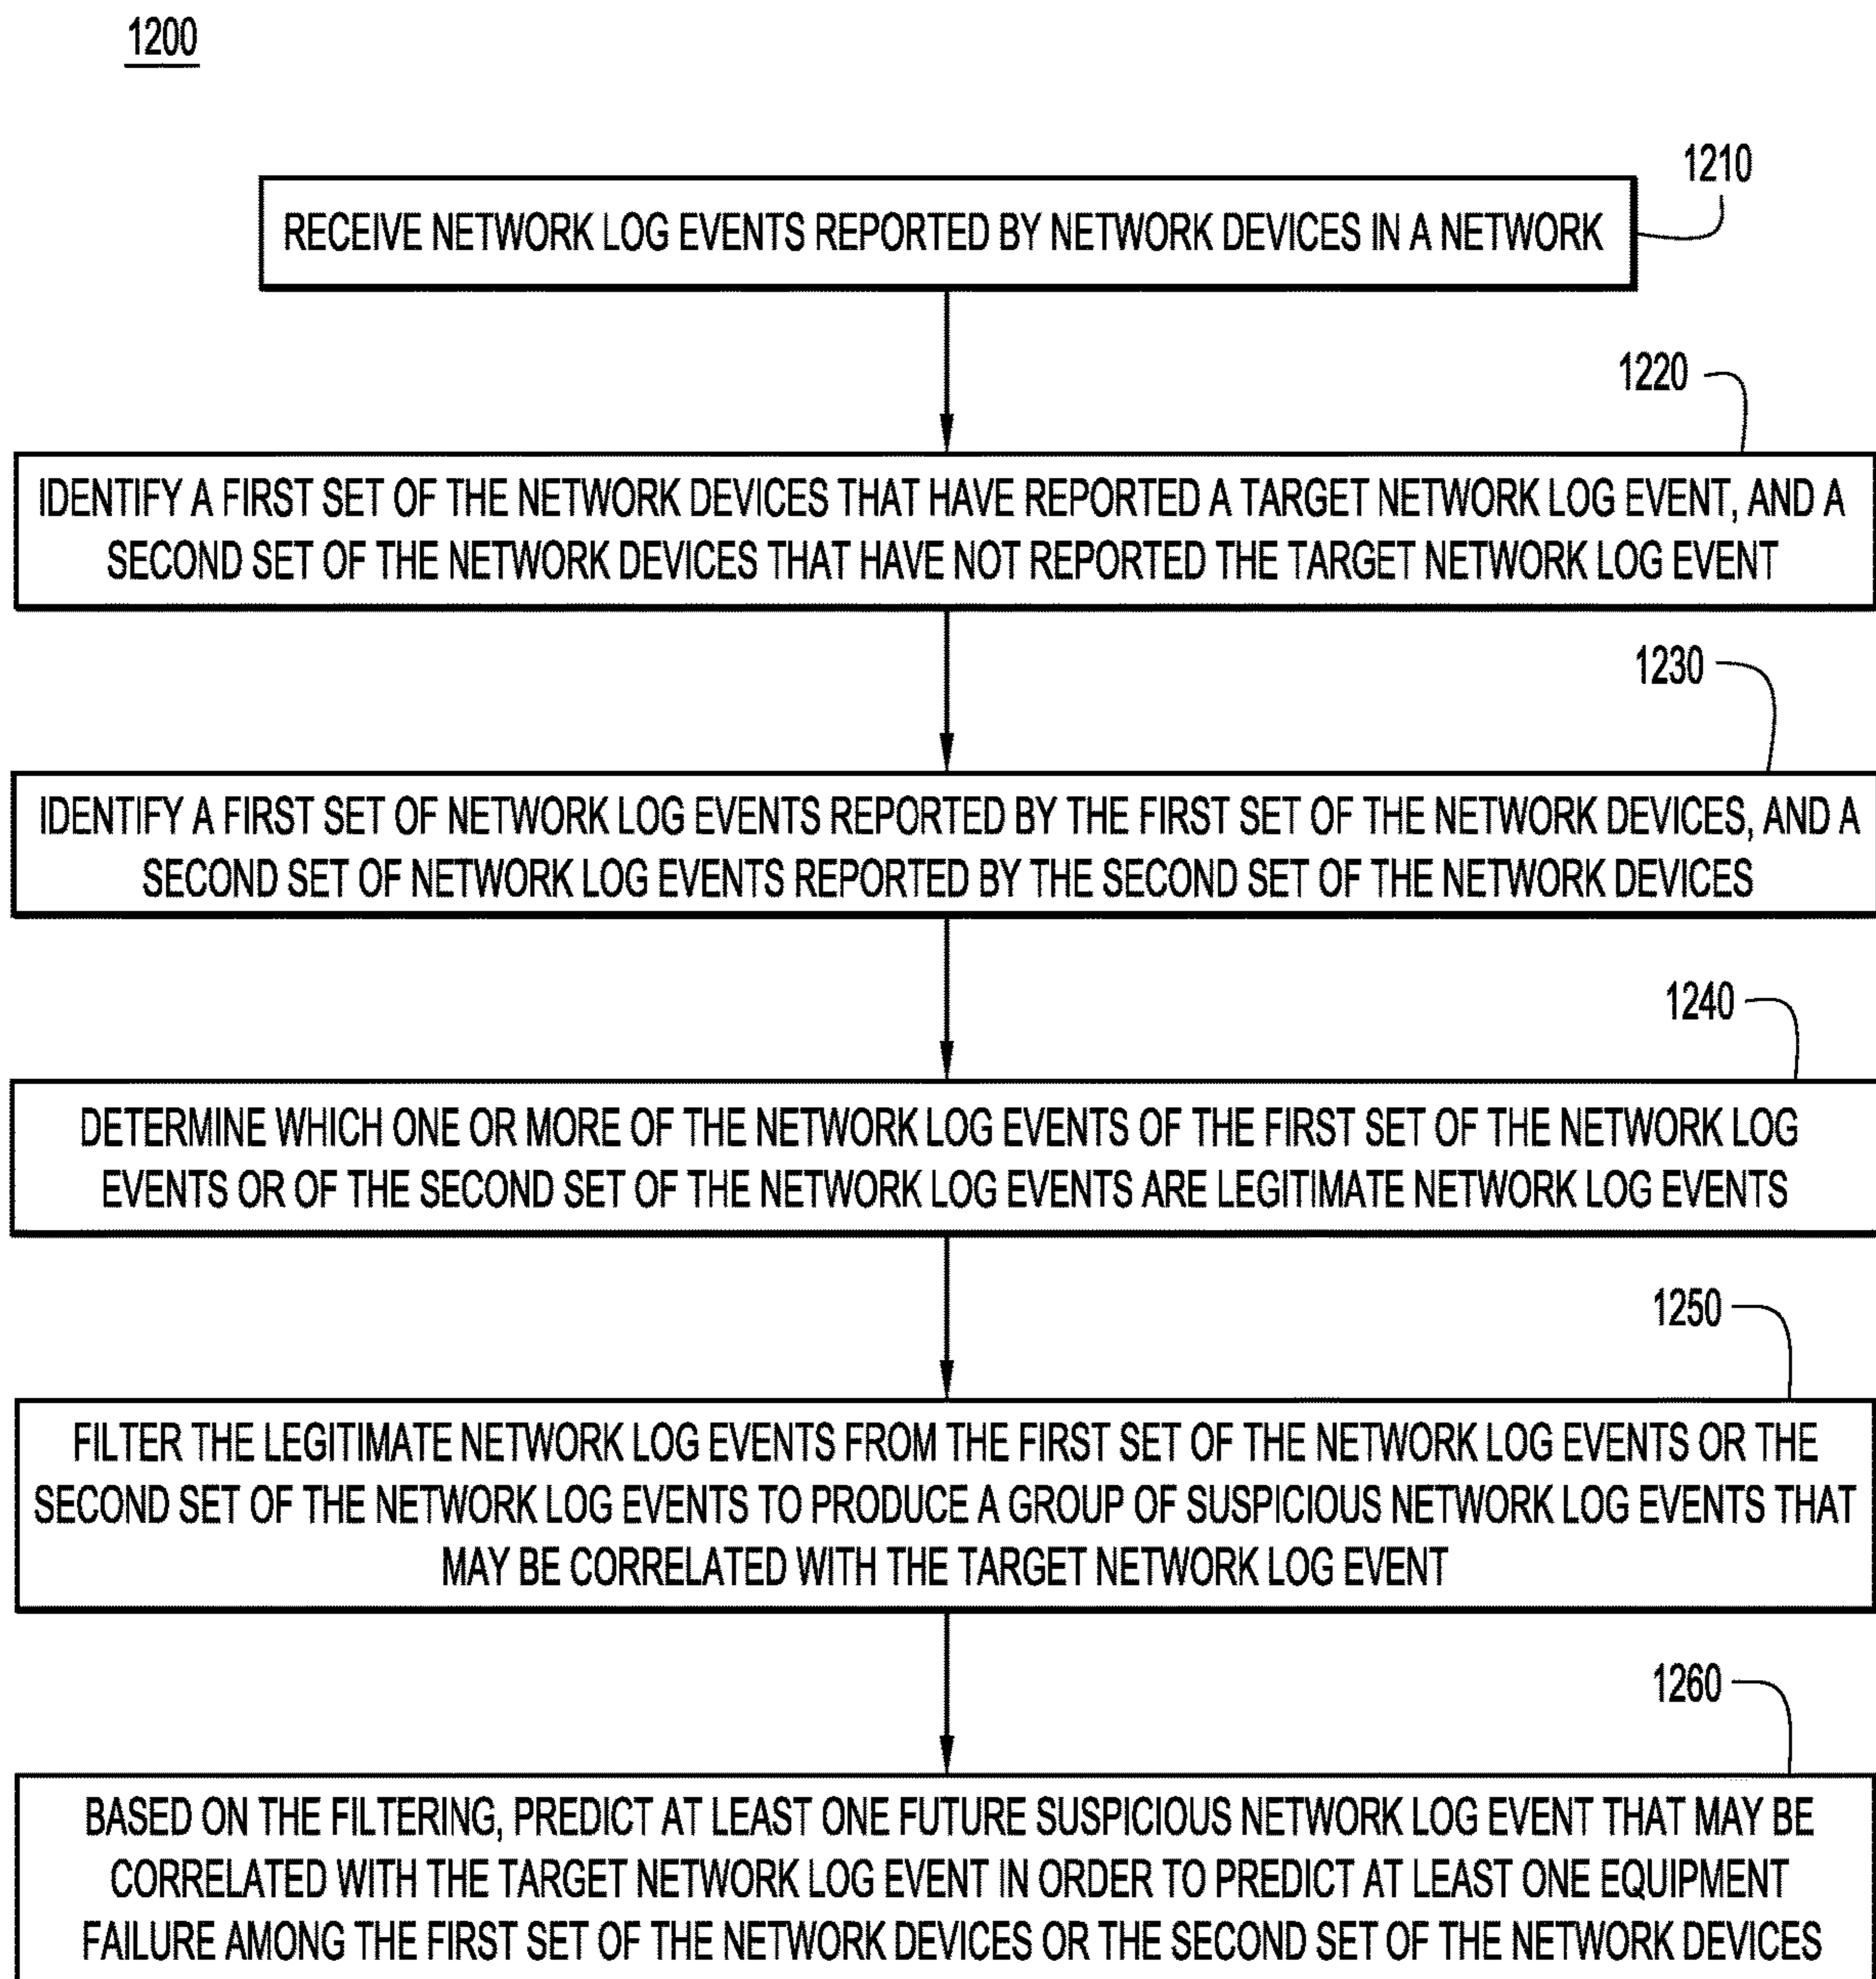 1200
1210
RECEIVE NETWORK LOG EVENTS REPORTED BY NETWORK DEVICES IN A NETWORK
1220
IDENTIFY A FIRST SET OF THE NETWORK DEVICES THAT HAVE REPORTED A TARGET NETWORK LOG EVENT, AND A
SECOND SET OF THE NETWORK DEVICES THAT HAVE NOT REPORTED THE TARGET NETWORK LOG EVENT
1230
IDENTIFY A FIRST SET OF NETWORK LOG EVENTS REPORTED BY THE FIRST SET OF THE NETWORK DEVICES, AND A
SECOND SET OF NETWORK LOG EVENTS REPORTED BY THE SECOND SET OF THE NETWORK DEVICES
1240
DETERMINE WHICH ONE OR MORE OF THE NETWORK LOG EVENTS OF THE FIRST SET OF THE NETWORK LOG
EVENTS OR OF THE SECOND SET OF THE NETWORK LOG EVENTS ARE LEGITIMATE NETWORK LOG EVENTS
1250
FILTER THE LEGITIMATE NETWORK LOG EVENTS FROM THE FIRST SET OF THE NETWORK LOG EVENTS OR THE
SECOND SET OF THE NETWORK LOG EVENTS TO PRODUCE A GROUP OF SUSPICIOUS NETWORK LOG EVENTS THAT
MAY BE CORRELATED WITH THE TARGET NETWORK LOG EVENT
1260
BASED ON THE FILTERING, PREDICT AT LEAST ONE FUTURE SUSPICIOUS NETWORK LOG EVENT THAT MAY BE
CORRELATED WITH THE TARGET NETWORK LOG EVENT IN ORDER TO PREDICT AT LEAST ONE EQUIPMENT
FAILURE AMONG THE FIRST SET OF THE NETWORK DEVICES OR THE SECOND SET OF THE NETWORK DEVICES